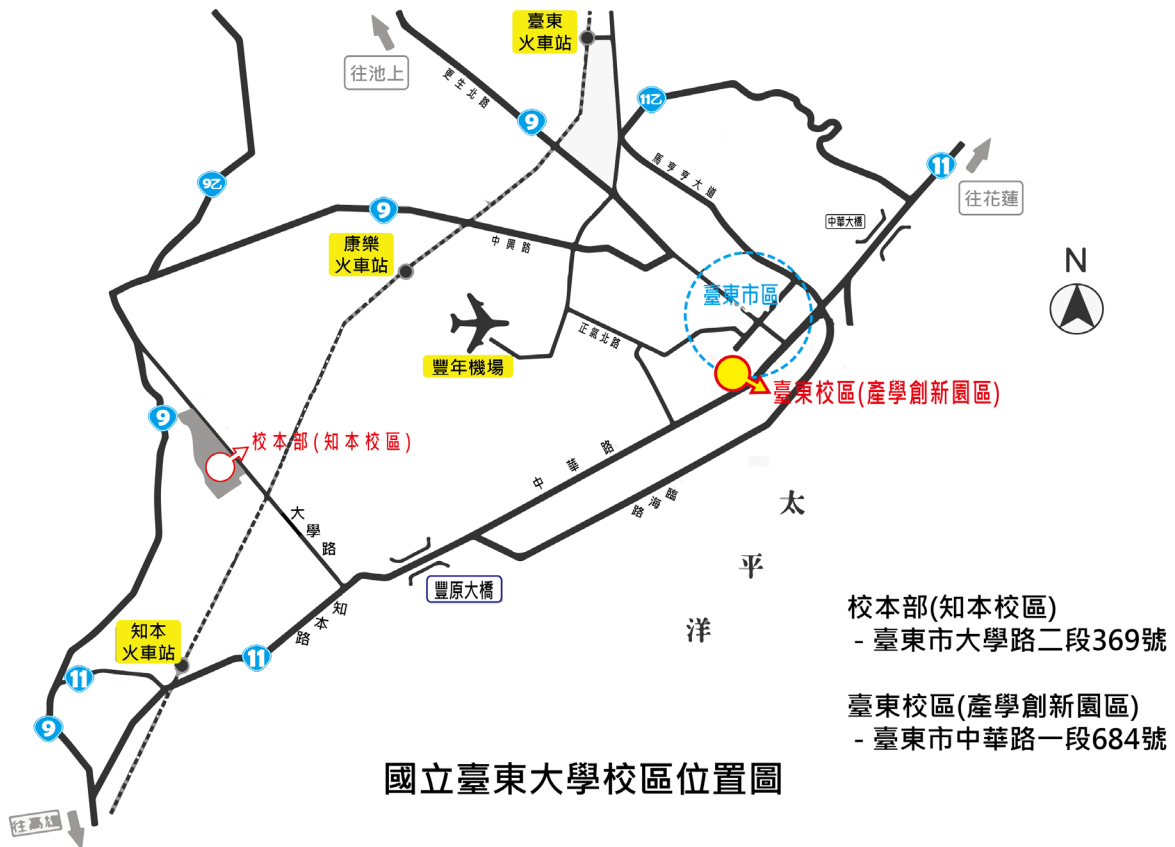 臺東
火車站
往池上
更生北路
9
11乙
馬亨亨大道
11
往花蓮
中華大橋
9乙
9
中興路
康樂
火車站
N
臺東市區
正氣北路
豐年機場
臺東校區(產學創新園區)
9
校本部(知本校區)
中華路
臨海路
太平洋
大學路
豐原大橋
知本路
知本
火車站
11
11
9
往高雄
校本部(知本校區)
- 臺東市大學路二段369號
臺東校區(產學創新園區)
- 臺東市中華路一段684號
國立臺東大學校區位置圖